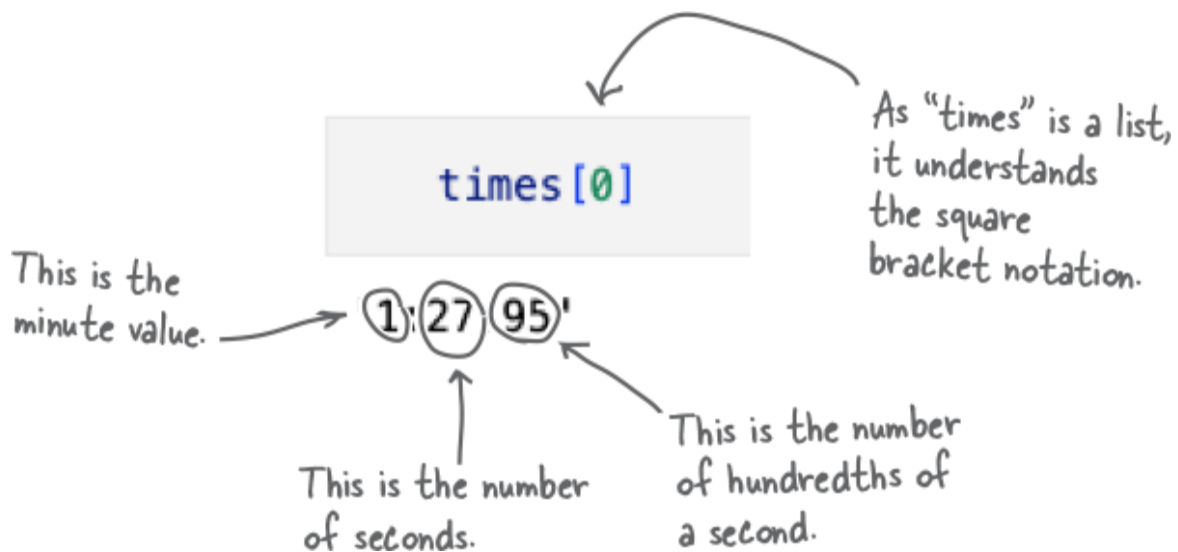 As “times” is a list,
it understands
the square
bracket notation.
times[0]
This is the
minute value.
1:27 95'
This is the number
of seconds.
This is the number
of hundredths of
a second.